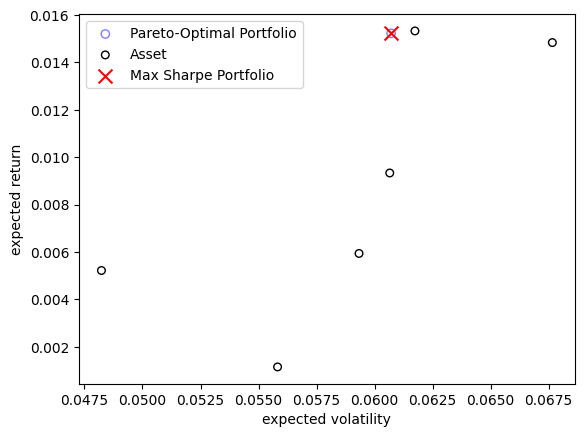 Pareto-Optimal Portfolio
Asset
Max Sharpe Portfolio
0.016
0.014
0.012
0.010
0.008
0.006
0.004
0.002
expected return
0.0475 0.0500 0.0525 0.0550 0.0575 0.0600 0.0625 0.0650 0.0675
expected volatility